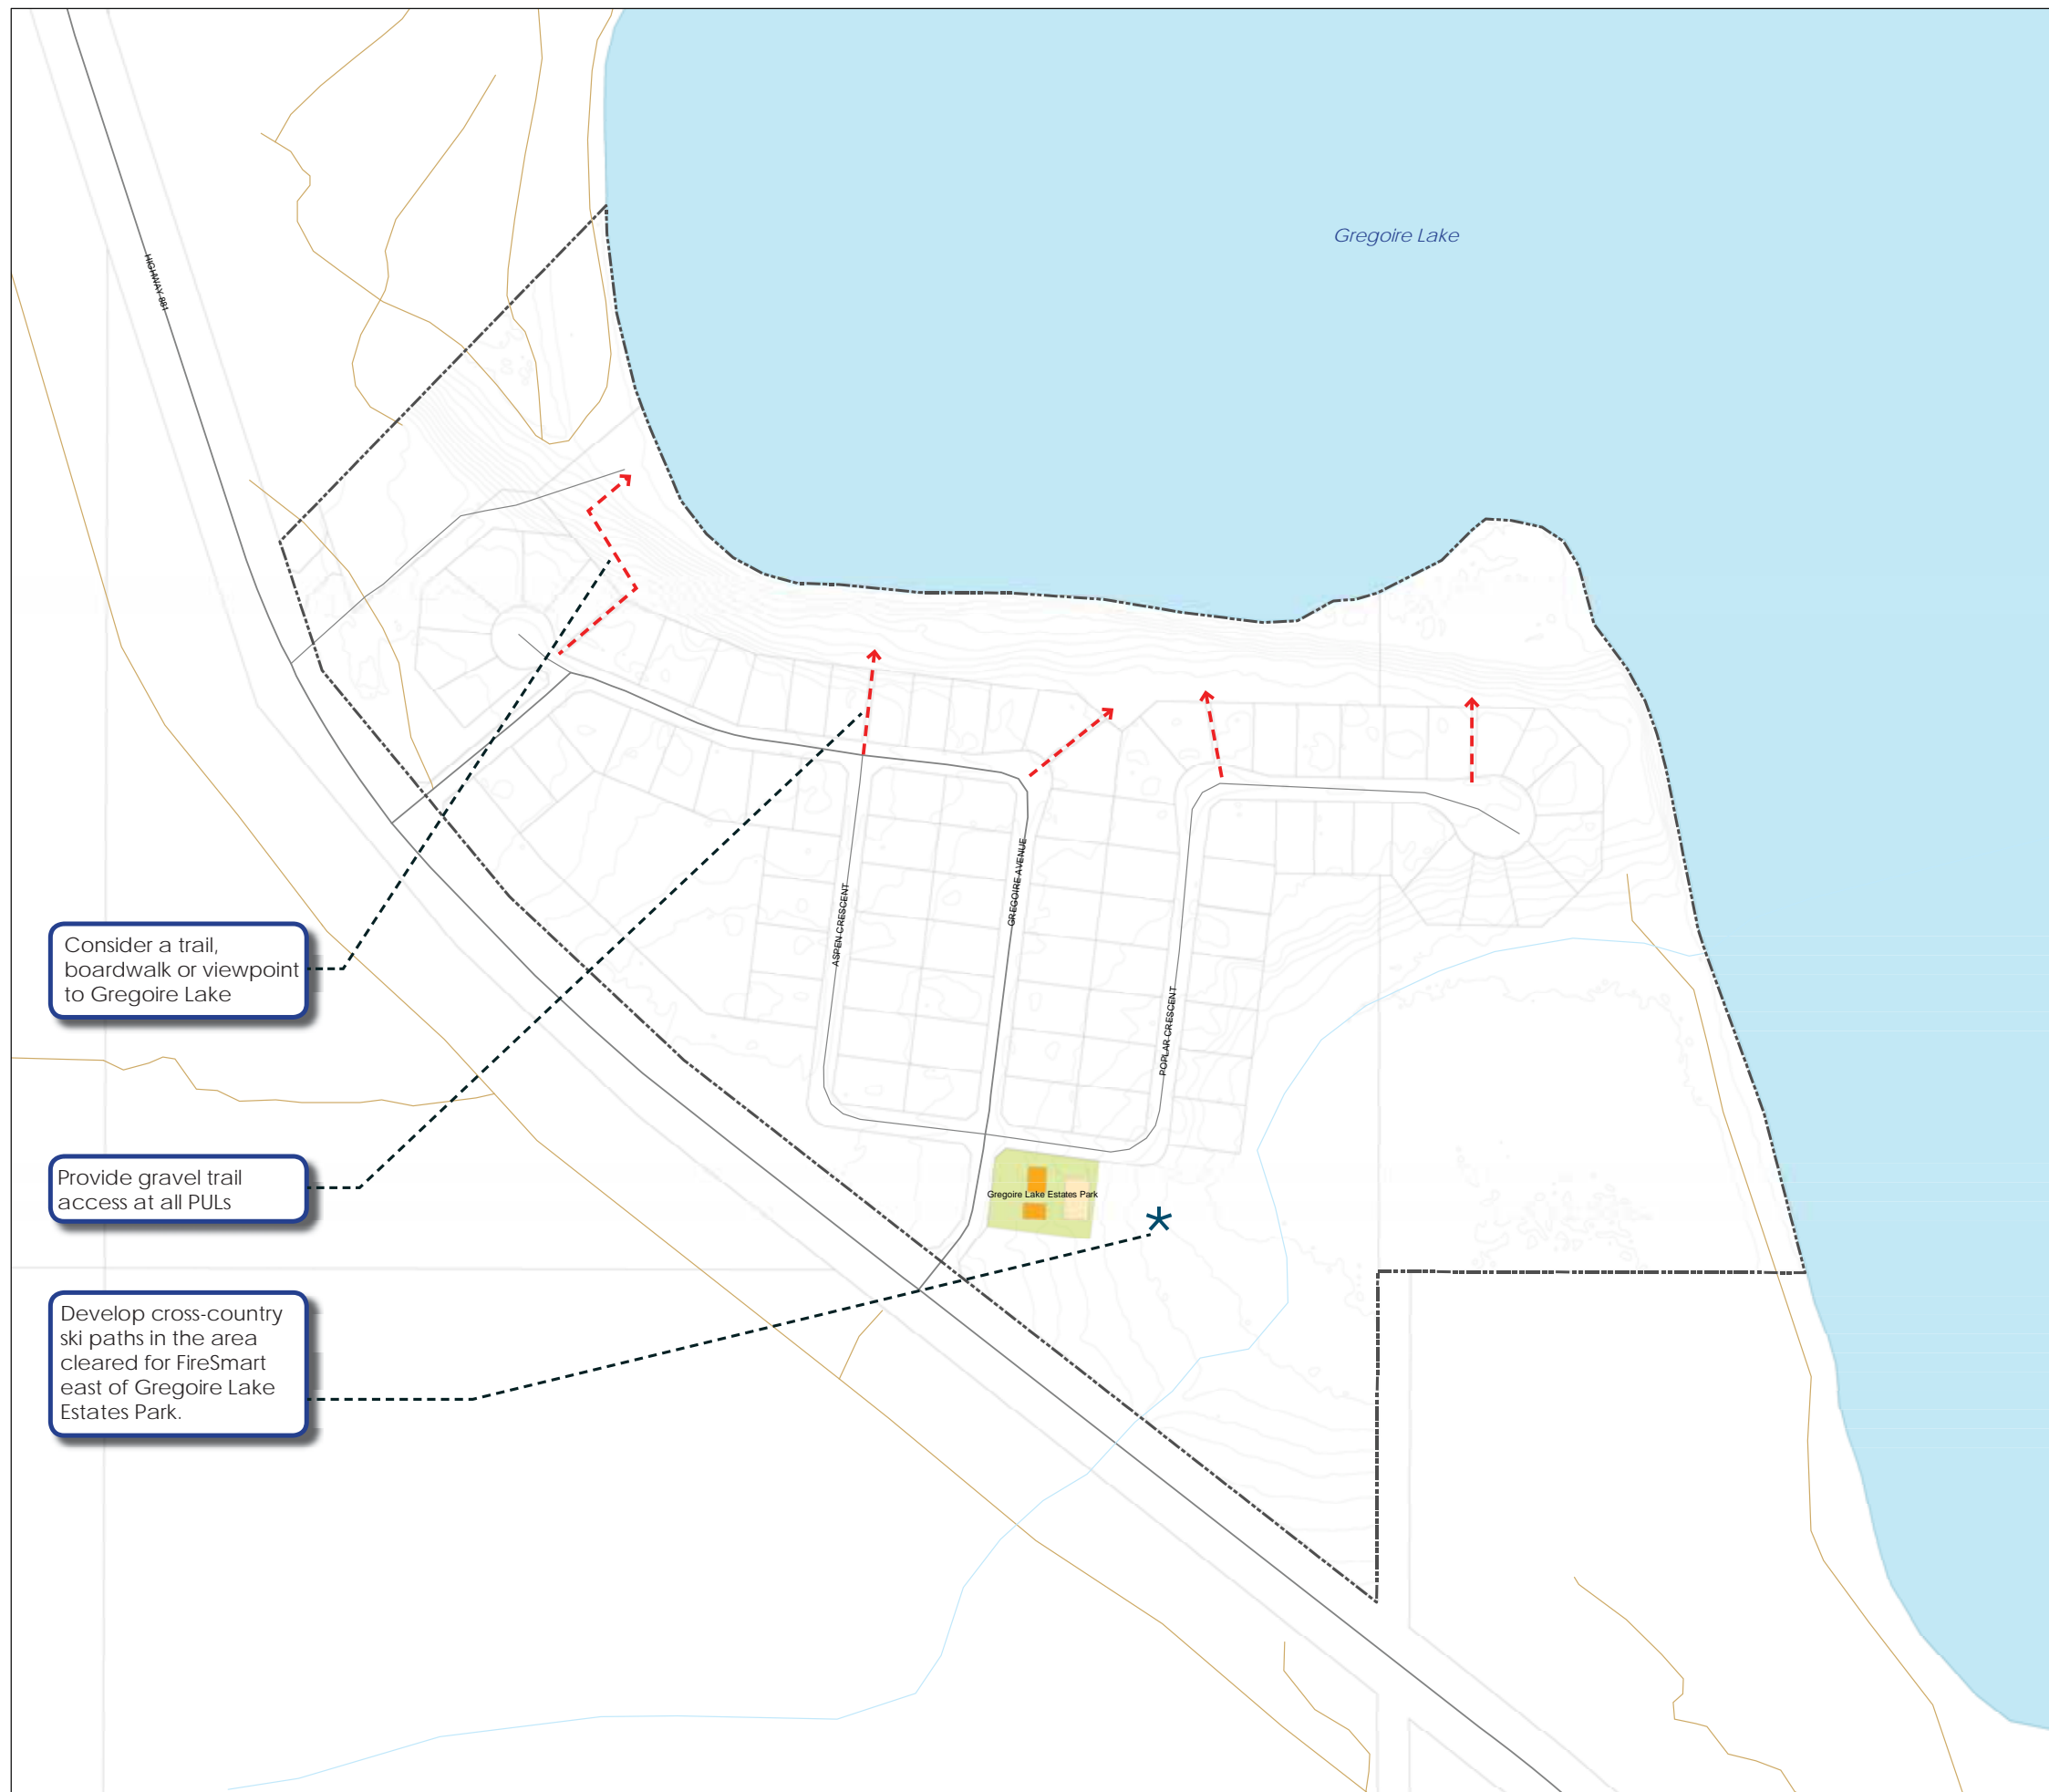 Gregoire Lake
HIGHWAY 881
Consider a trail,
boardwalk or viewpoint
to Gregoire Lake
ASPEN CRESCENT
GREGOIRE AVENUE
POPLAR CRESCENT
Provide gravel trail
access at all PULs
Gregoire Lake Estates Park
Develop cross-country
ski paths in the area
cleared for FireSmart
east of Gregoire Lake
Estates Park.